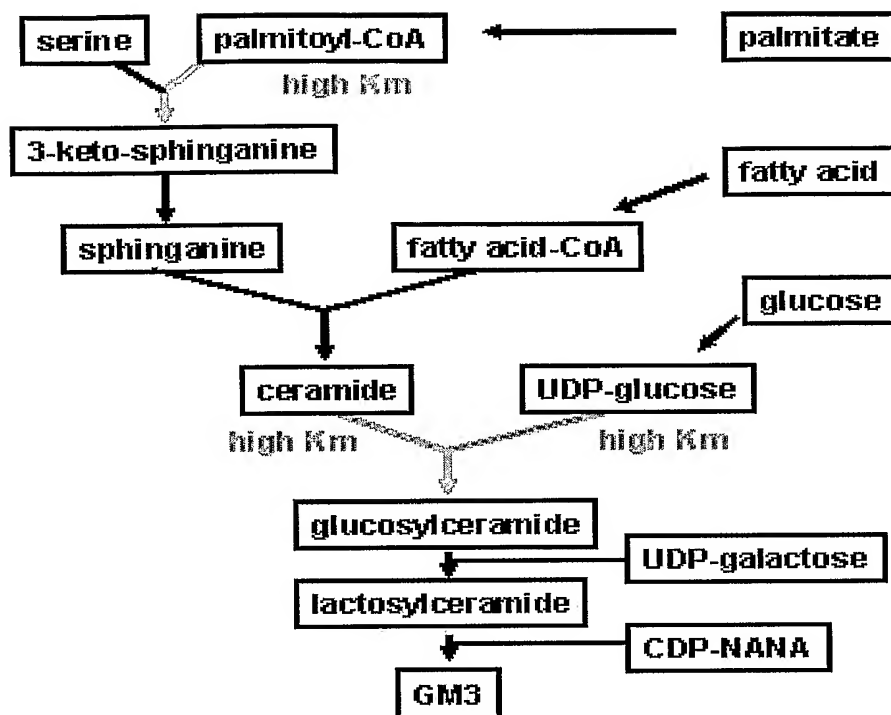 serine
palmitoyl-CoA
palmitate
high Km
3-keto-sphinganine
fatty acid
sphinganine
fatty acid-CoA
glucose
ceramide
UDP-glucose
high Km
high Km
glucosylceramide
UDP-galactose
lactosylceramide
CDP-NANA
GM3